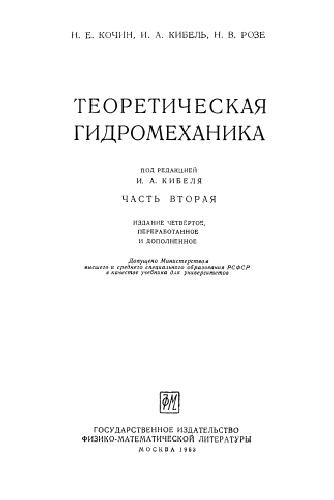 Н. Е. КОЧИН, И. А. КИБЕЛЬ, Н. В. РОЗЕ
ТЕОРЕТИЧЕСКАЯ
ГИДРОМЕХАНИКА
ПОД РЕДАКЦИЕЙ
И. А. КИБЕЛЯ
ЧАСТЬ ВТОРАЯ
ИЗДАНИЕ ЧЕТВЁРТОЕ,
ПЕРЕРАБОТАННОЕ
И ДОПОЛНЕННОЕ
Допущено Министерством
высшего и среднего специального образования РСФСР
в качестве учебника для университетов
ФМ
ГОСУДАРСТВЕННОЕ ИЗДАТЕЛЬСТВО
ФИЗИКО-МАТЕМАТИЧЕСКОЙ ЛИТЕРАТУРЫ
МОСКВА 1963